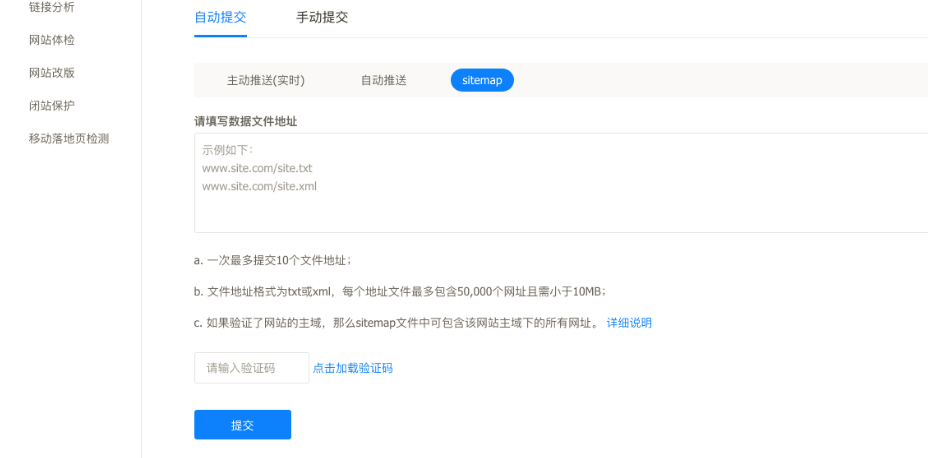 链接分析
网站体检
网站改版
闭站保护
移动落地页检测
自动提交 手动提交
主动推送(实时) 自动推送 sitemap
请填写数据文件地址
示例如下：
www.site.com/site.txt
www.site.com/site.xml
a. 一次最多提交10个文件地址；
b. 文件地址格式为txt或xml，每个地址文件最多包含50,000个网址且需小于10MB；
c. 如果验证了网站的主域，那么sitemap文件中可包含该网站主域下的所有网址。 详细说明
请输入验证码 点击加载验证码
提交